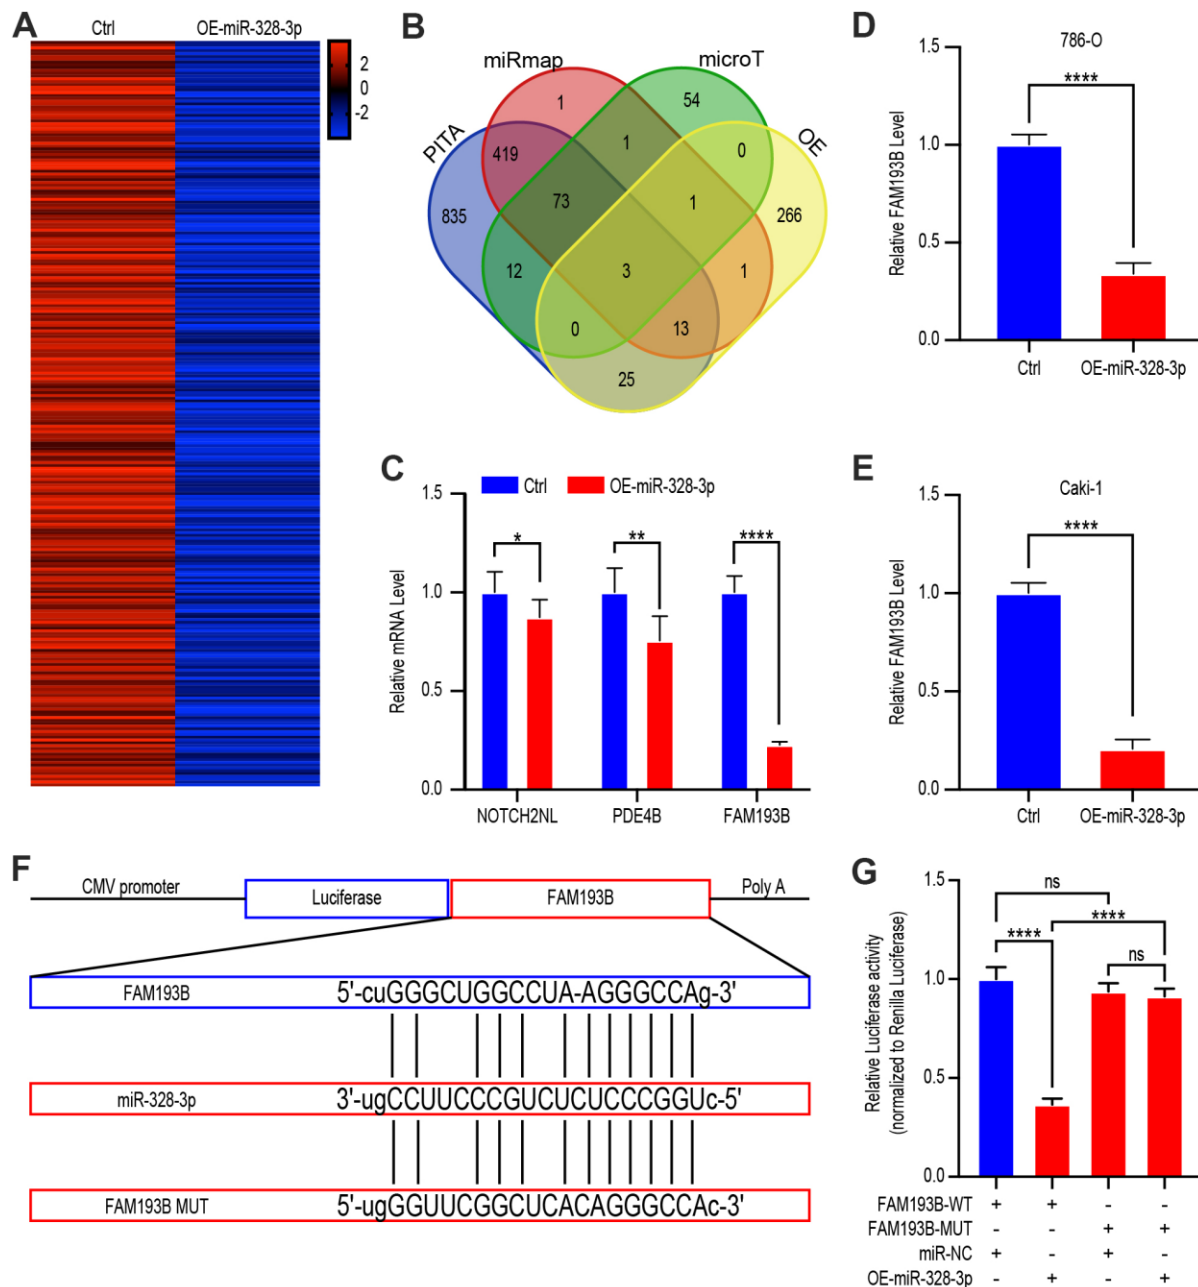 A
Ctrl
OE-miR-328-3p
2
0
-2
B
miRmap
microT
PITA
OE
1
54
419
1
0
835
73
1
266
12
3
1
0
13
25
C
Ctrl
OE-miR-328-3p
Relative mRNA Level
1.5
1.0
0.5
0.0
*
**
****
NOTCH2NL
PDE4B
FAM193B
D
786-O
Relative FAM193B Level
1.5
1.0
0.5
0.0
****
Ctrl
OE-miR-328-3p
E
Caki-1
Relative FAM193B Level
1.5
1.0
0.5
0.0
****
Ctrl
OE-miR-328-3p
F
CMV promoter
Luciferase
FAM193B
Poly A
FAM193B
5'-cuGGGCUGGCCUA-AGGGCCAg-3'
miR-328-3p
3'-ugCCUUCCCGUCUCUCCCGGUc-5'
FAM193B MUT
5'-ugGGUUCGGCUCACAGGGCCAc-3'
G
Relative Luciferase activity
(normalized to Renilla Luciferase)
1.5
1.0
0.5
0.0
ns
****
****
ns
FAM193B-WT + + - -
FAM193B-MUT - - + +
miR-NC + - + -
OE-miR-328-3p - + - +